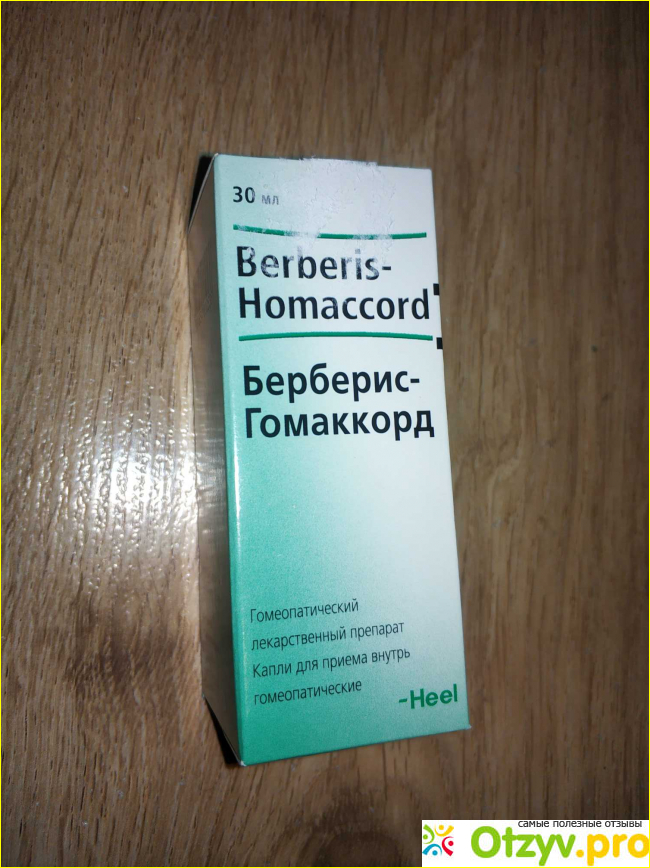 30 мл
Berberis-
Homaccord
Берберис-
Гомаккорд
Гомеопатический
лекарственный препарат
Капли для приема внутрь
гомеопатические
-Heel
самые полезные отзывы
Otzyv.pro